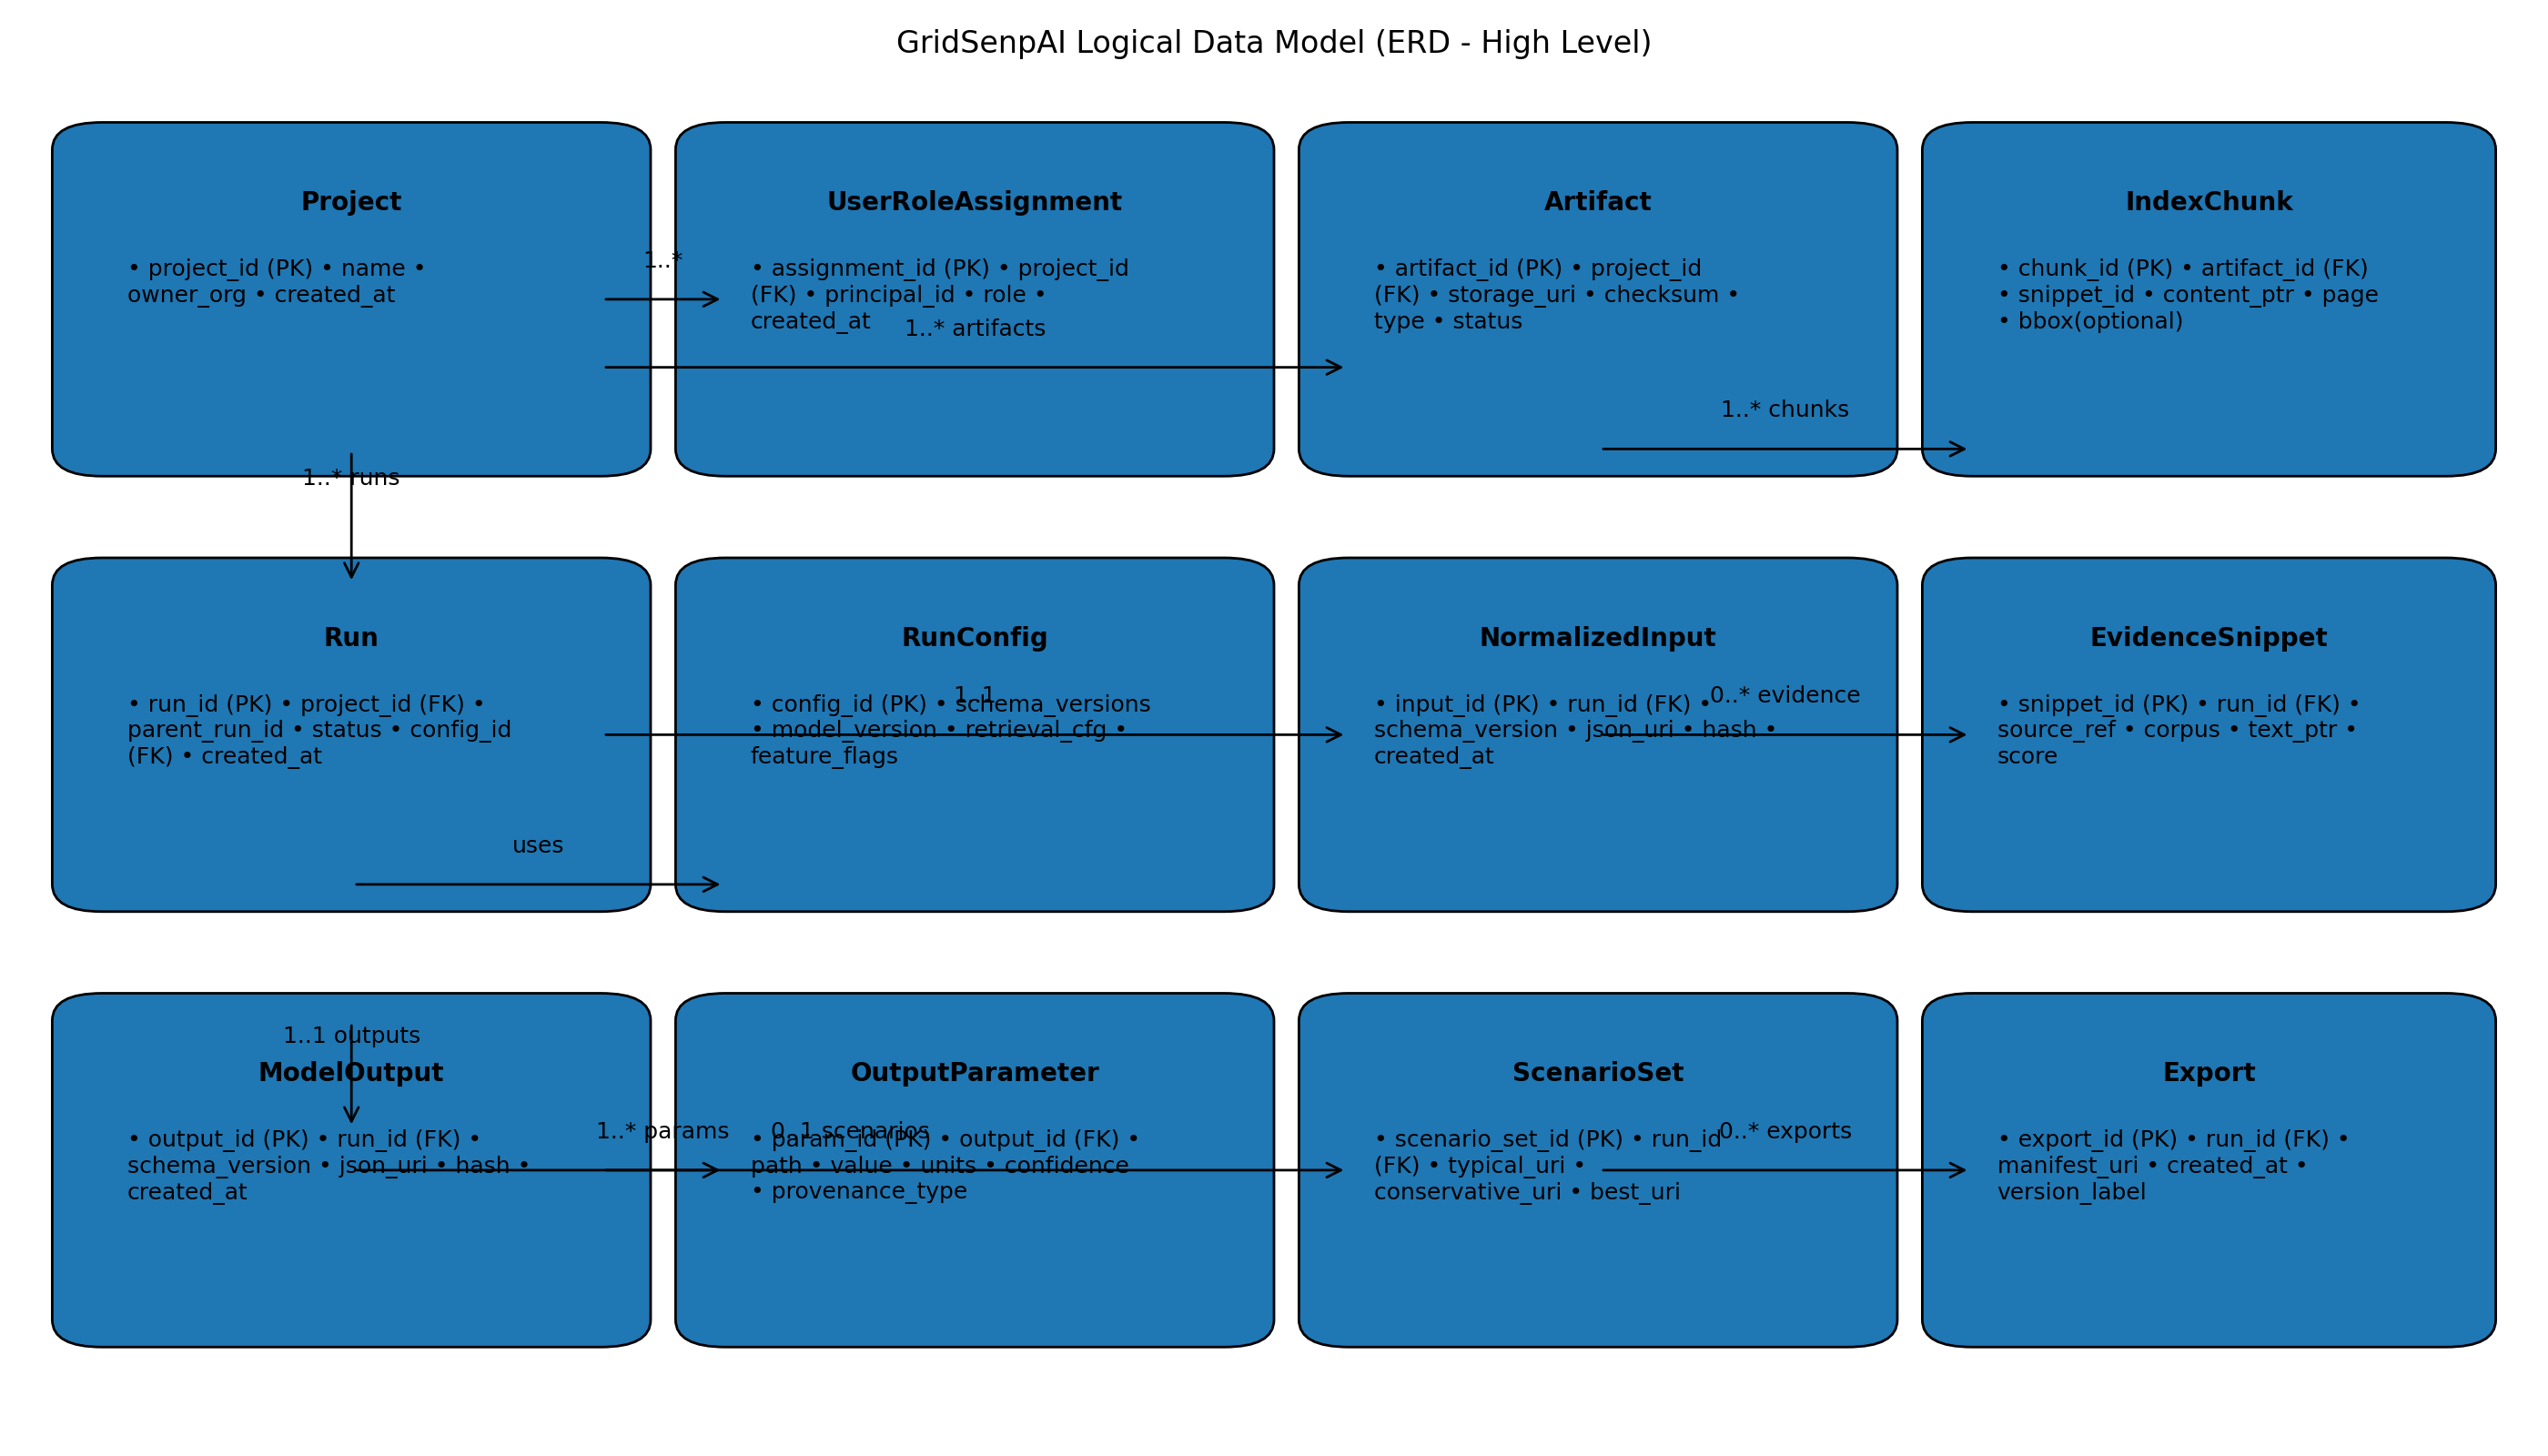 GridSenpAI Logical Data Model (ERD - High Level)
Project
• project_id (PK) • name •
owner_org • created_at
1..*
UserRoleAssignment
• assignment_id (PK) • project_id
(FK) • principal_id • role •
created_at
1..* artifacts
Artifact
• artifact_id (PK) • project_id
(FK) • storage_uri • checksum •
type • status
1..* chunks
IndexChunk
• chunk_id (PK) • artifact_id (FK)
• snippet_id • content_ptr • page
• bbox(optional)
1..* runs
Run
• run_id (PK) • project_id (FK) •
parent_run_id • status • config_id
(FK) • created_at
uses
RunConfig
1..1
• config_id (PK) • schema_versions
• model_version • retrieval_cfg •
feature_flags
NormalizedInput
• input_id (PK) • run_id (FK) •
schema_version • json_uri • hash •
created_at
0..* evidence
EvidenceSnippet
• snippet_id (PK) • run_id (FK) •
source_ref • corpus • text_ptr •
score
1..1 outputs
ModelOutput
• output_id (PK) • run_id (FK) •
schema_version • json_uri • hash •
created_at
1..* params
OutputParameter
0..1 scenarios
• param_id (PK) • output_id (FK) •
path • value • units • confidence
• provenance_type
ScenarioSet
• scenario_set_id (PK) • run_id
(FK) • typical_uri •
conservative_uri • best_uri
0..* exports
Export
• export_id (PK) • run_id (FK) •
manifest_uri • created_at •
version_label